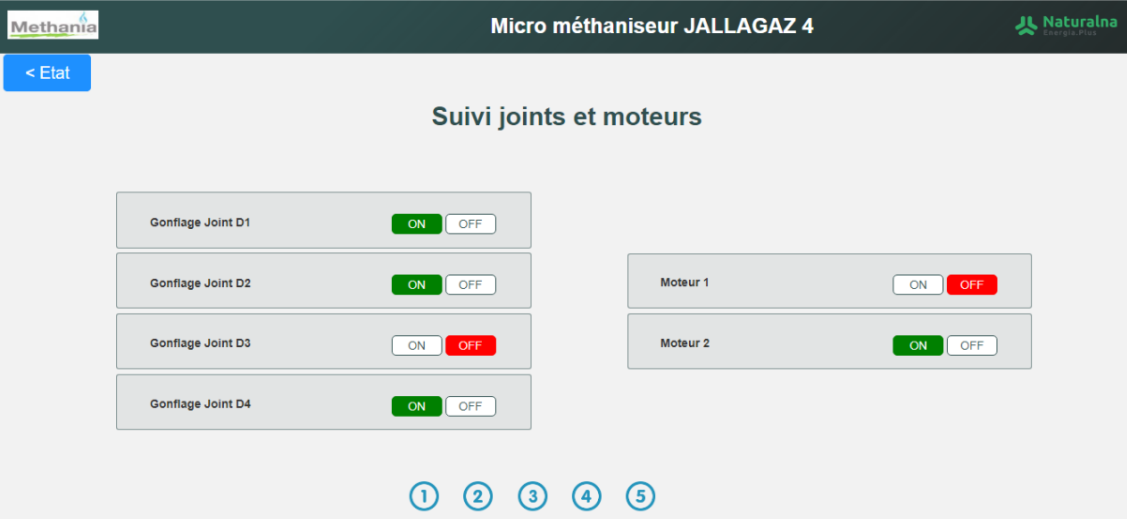 Methania
Micro méthaniseur JALLAGAZ 4
Naturalna
Energia.Plus
< Etat
Suivi joints et moteurs
Gonflage Joint D1 ON OFF
Gonflage Joint D2 ON OFF
Gonflage Joint D3 ON OFF
Gonflage Joint D4 ON OFF
Moteur 1 ON OFF
Moteur 2 ON OFF
1 2 3 4 5